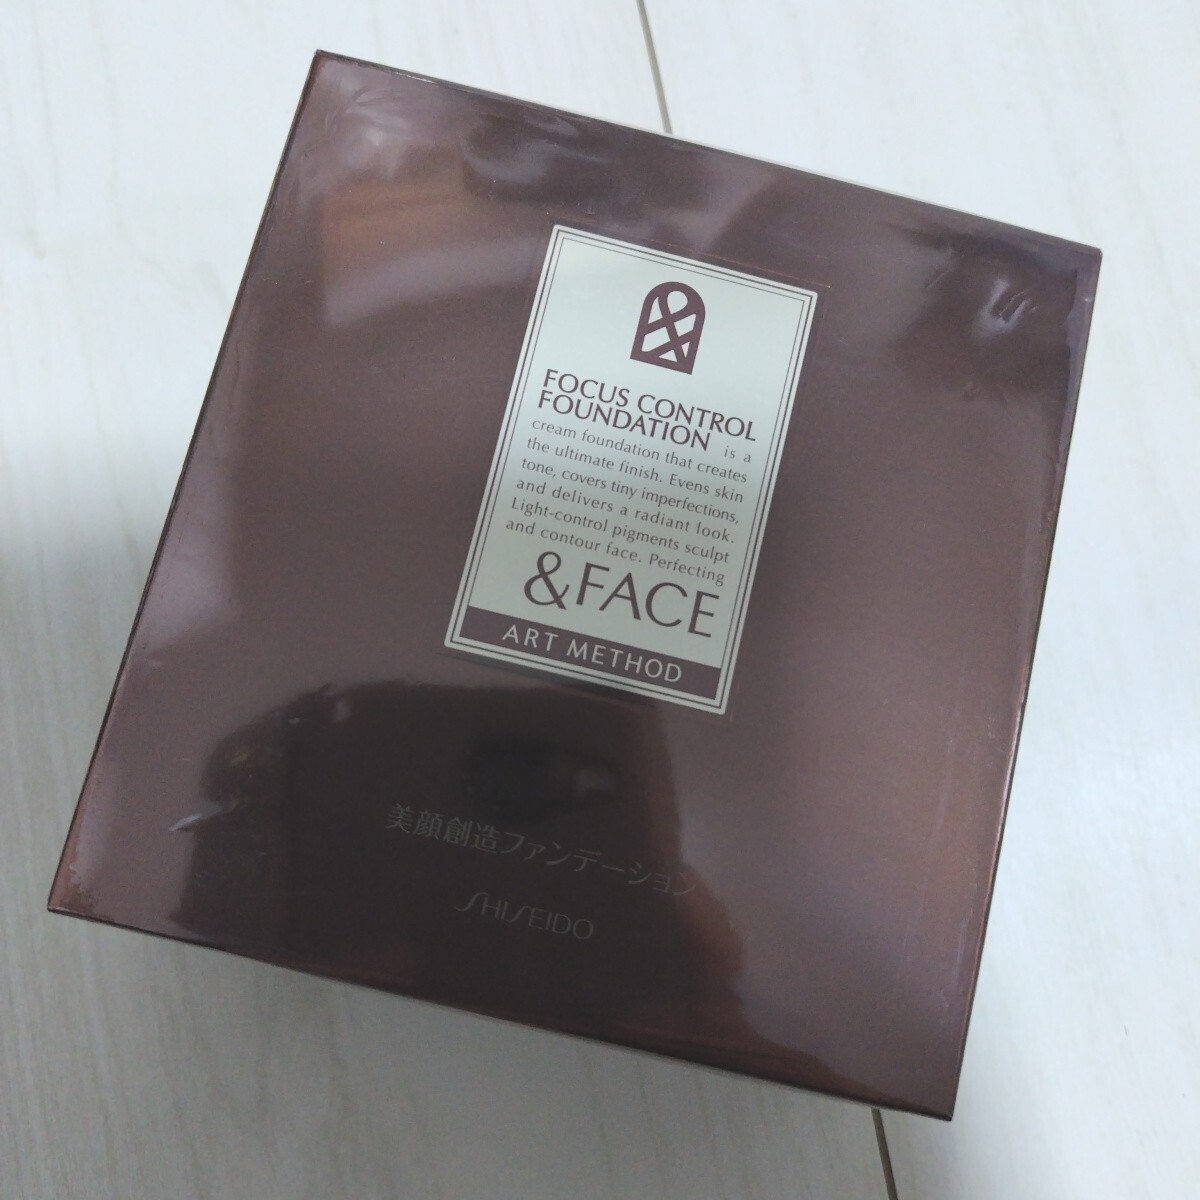 FOCUS CONTROL
FOUNDATION is a
cream foundation that creates
the ultimate finish. Evens skin
tone, covers tiny imperfections,
and delivers a radiant look.
Light-control pigments sculpt
and contour face. Perfecting
&FACE
ART METHOD
美顔創造ファンデーション
SHISEIDO